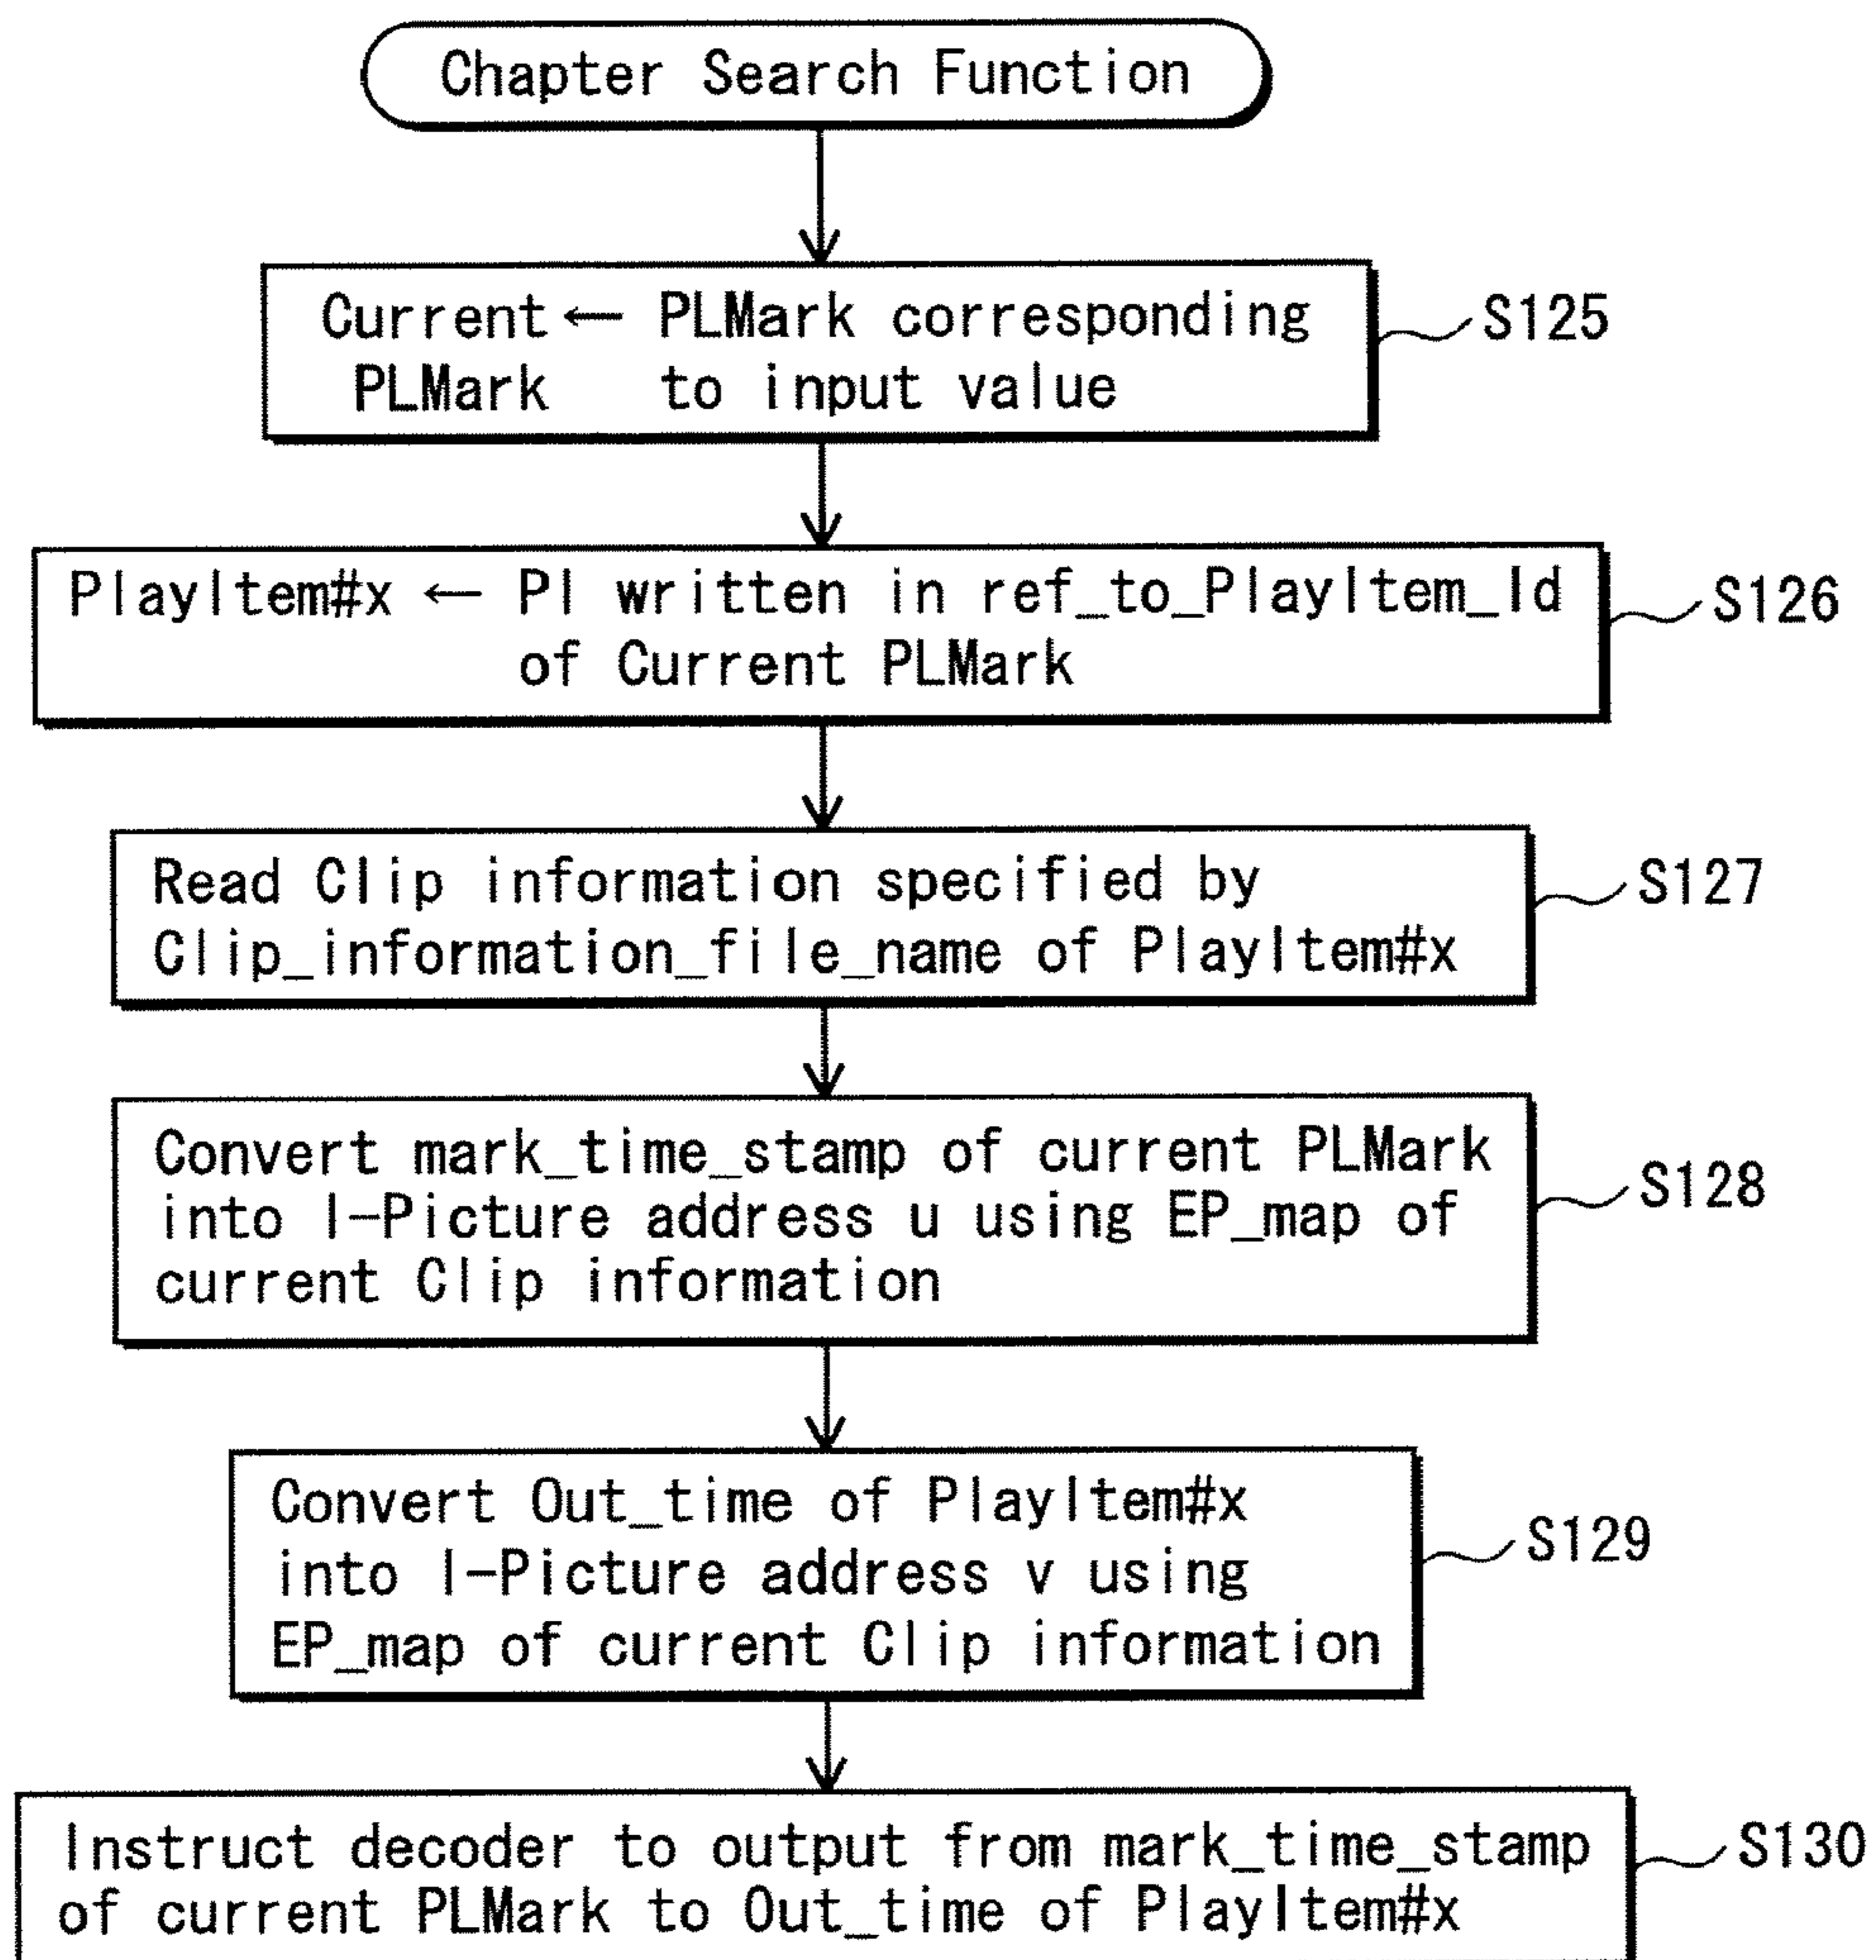 Chapter Search Function
Current ← PLMark corresponding
PLMark to input value
S125
PlayItem#x ← PI written in ref_to_PlayItem_Id
of Current PLMark
S126
Read Clip information specified by
Clip_information_file_name of PlayItem#x
S127
Convert mark_time_stamp of current PLMark
into I-Picture address u using EP_map of
current Clip information
S128
Convert Out_time of PlayItem#x
into I-Picture address v using
EP_map of current Clip information
S129
Instruct decoder to output from mark_time_stamp
of current PLMark to Out_time of PlayItem#x
S130